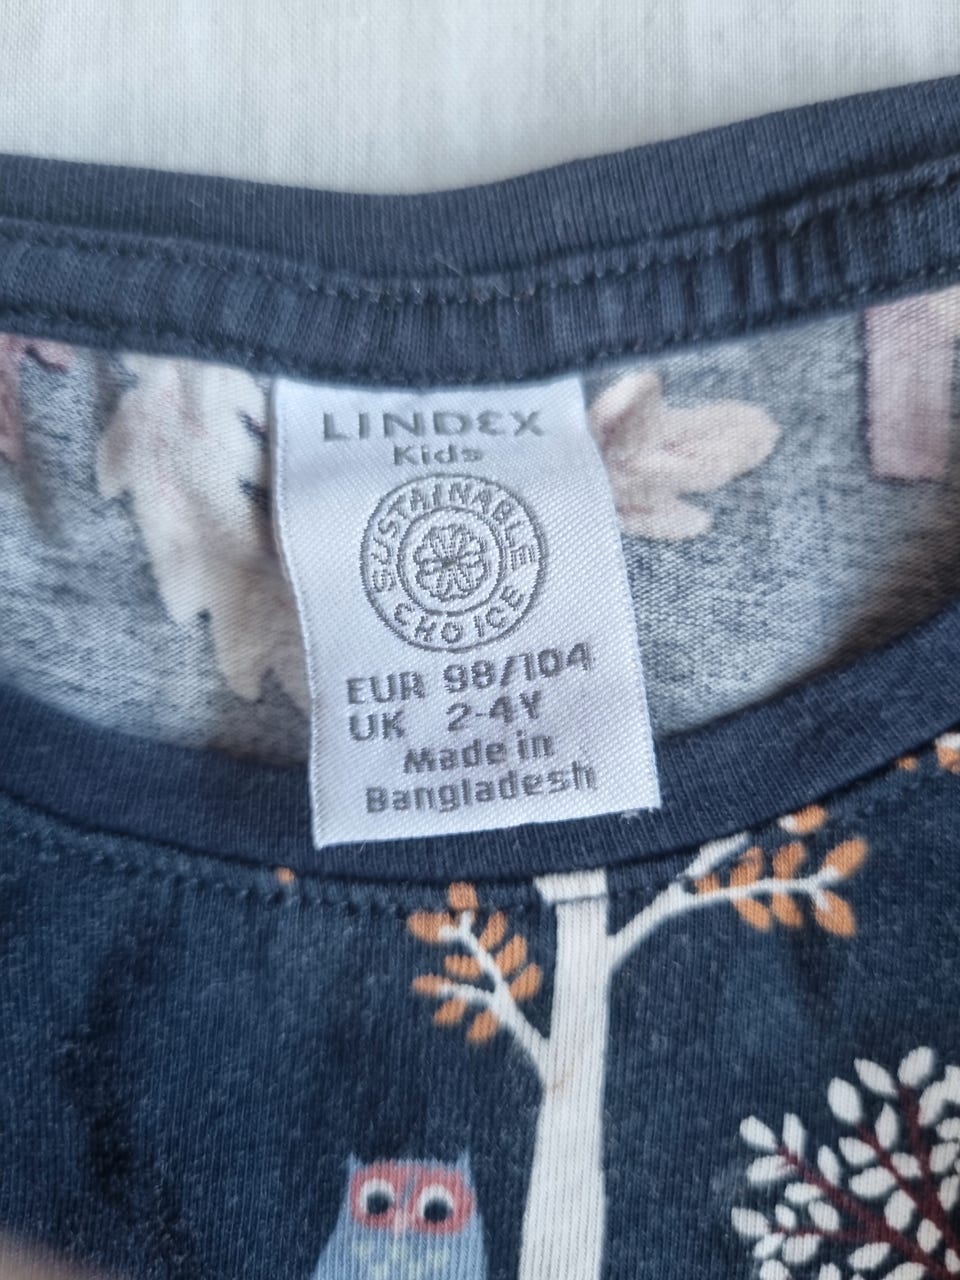 LINDEX
Kids
SUSTAINABLE
CHOICE
EUR 98/104
UK 2-4Y
Made in
Bangladesh